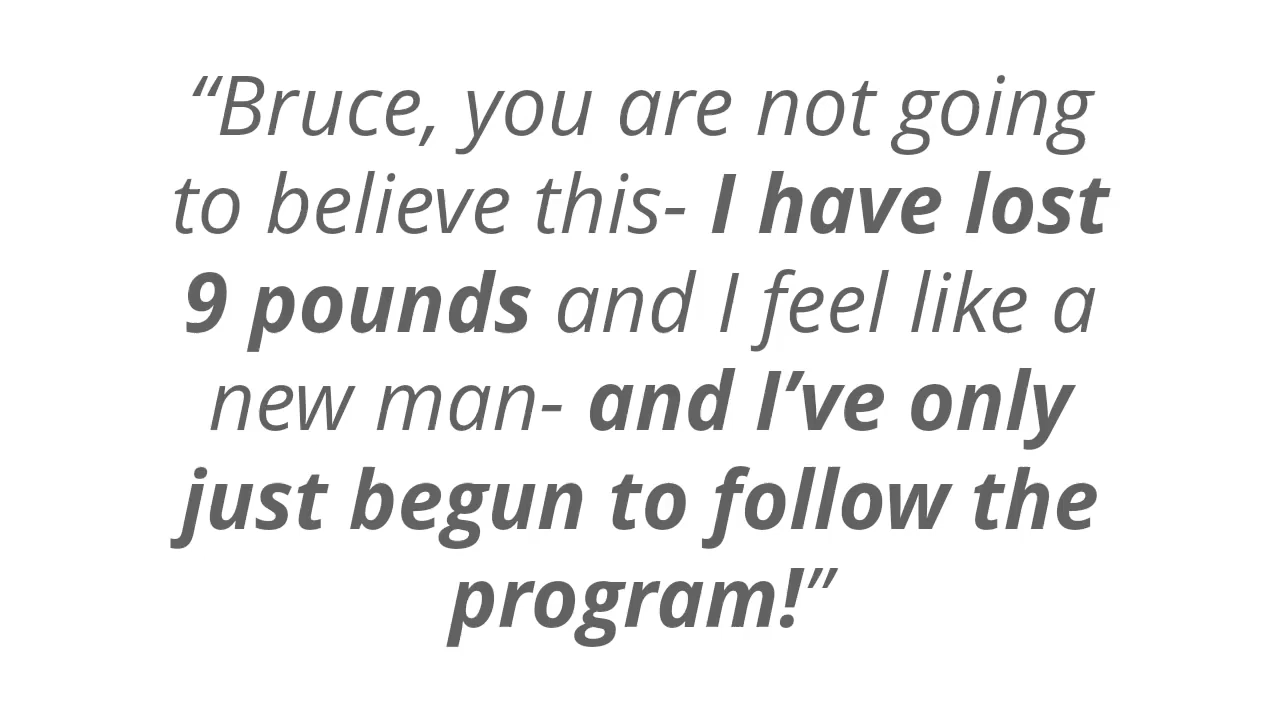 “Bruce, you are not going
to believe this- I have lost
9 pounds and I feel like a
new man- and I’ve only
just begun to follow the
program!”